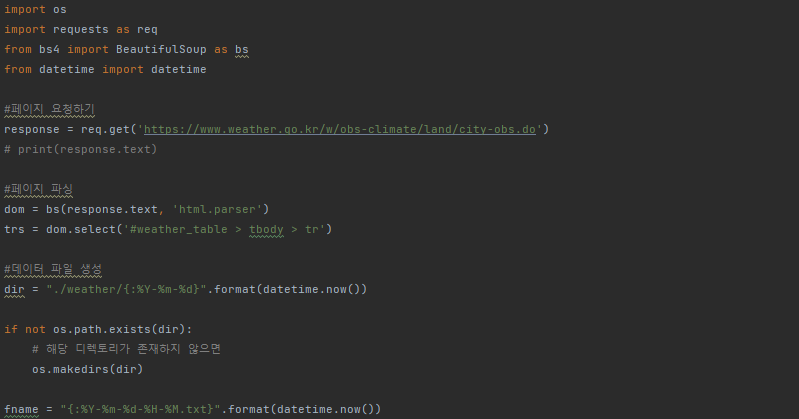 import os
import requests as req
from bs4 import BeautifulSoup as bs
from datetime import datetime
#페이지 요청하기
response = req.get('https://www.weather.go.kr/w/obs-climate/land/city-obs.do')
# print(response.text)
#페이지 파싱
dom = bs(response.text, 'html.parser')
trs = dom.select('#weather_table > tbody > tr')
#데이터 파일 생성
dir = "./weather/{:%Y-%m-%d}".format(datetime.now())
if not os.path.exists(dir):
# 해당 디렉토리가 존재하지 않으면
os.makedirs(dir)
fname = "{:%Y-%m-%d-%H-%M.txt}".format(datetime.now())